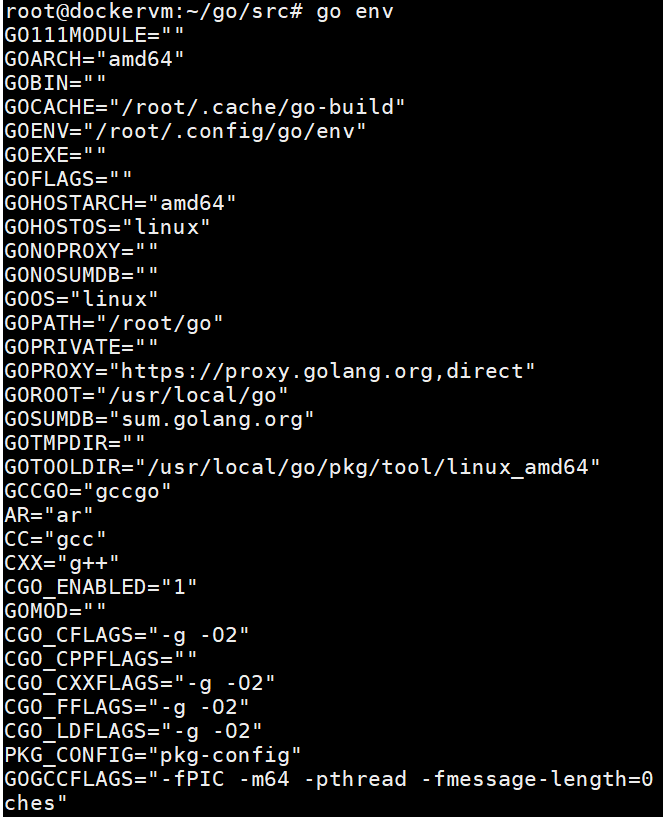 root@dockervm:~/go/src# go env
GO111MODULE=""
GOARCH="amd64"
GOBIN=""
GOCACHE="/root/.cache/go-build"
GOENV="/root/.config/go/env"
GOEXE=""
GOFLAGS=""
GOHOSTARCH="amd64"
GOHOSTOS="linux"
GONOPROXY=""
GONOSUMDB=""
GOOS="linux"
GOPATH="/root/go"
GOPRIVATE=""
GOPROXY="https://proxy.golang.org,direct"
GOROOT="/usr/local/go"
GOSUMDB="sum.golang.org"
GOTMPDIR=""
GOTOOLDIR="/usr/local/go/pkg/tool/linux_amd64"
GCCGO="gccgo"
AR="ar"
CC="gcc"
CXX="g++"
CGO_ENABLED="1"
GOMOD=""
CGO_CFLAGS="-g -O2"
CGO_CPPFLAGS=""
CGO_CXXFLAGS="-g -O2"
CGO_FFLAGS="-g -O2"
CGO_LDFLAGS="-g -O2"
PKG_CONFIG="pkg-config"
GOGCCFLAGS="-fPIC -m64 -pthread -fmessage-length=0
ches"